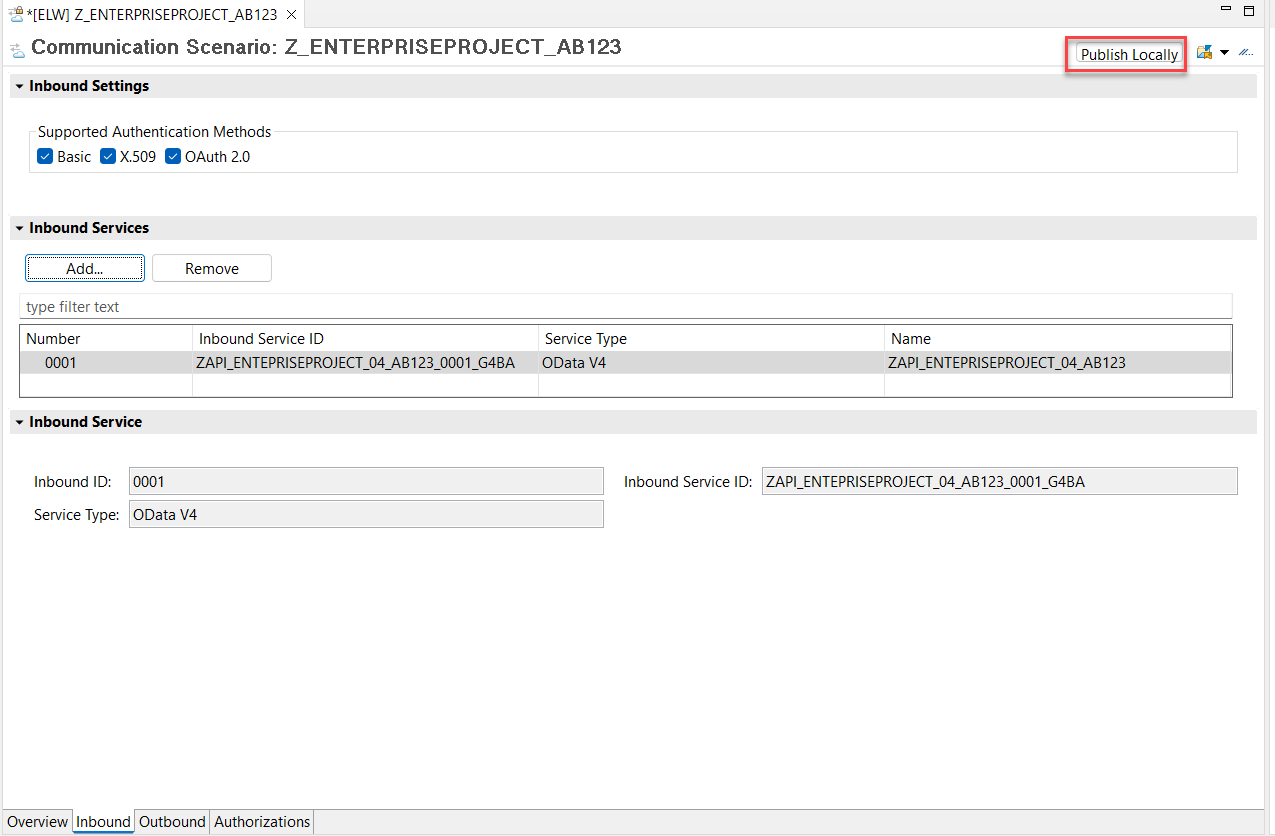 *[ELW] Z_ENTERPRISEPROJECT_AB123
Communication Scenario: Z_ENTERPRISEPROJECT_AB123
Publish Locally
Inbound Settings
Supported Authentication Methods
Basic X.509 OAuth 2.0
Inbound Services
Add... Remove
type filter text
Number Inbound Service ID Service Type Name
0001 ZAPI_ENTEPRISEPROJECT_04_AB123_0001_G4BA OData V4 ZAPI_ENTEPRISEPROJECT_04_AB123
Inbound Service
Inbound ID: 0001 Inbound Service ID: ZAPI_ENTEPRISEPROJECT_04_AB123_0001_G4BA
Service Type: OData V4
Overview Inbound Outbound Authorizations